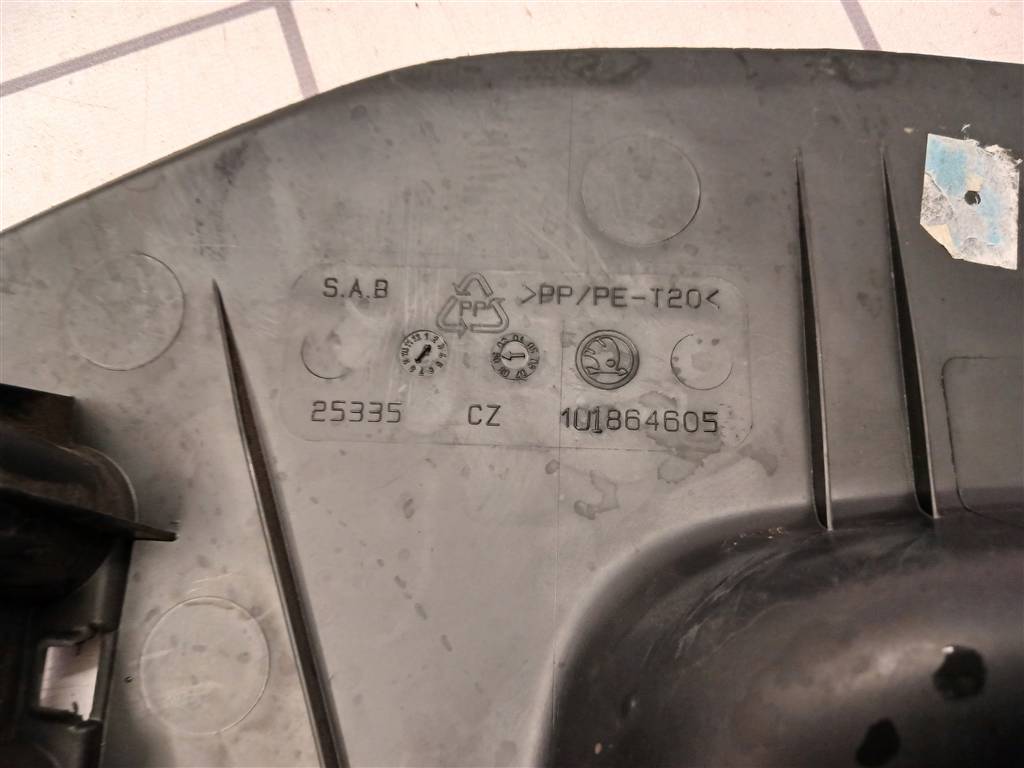 S.A.B >PP/PE-T20<
PP
25335 CZ 1U1864605